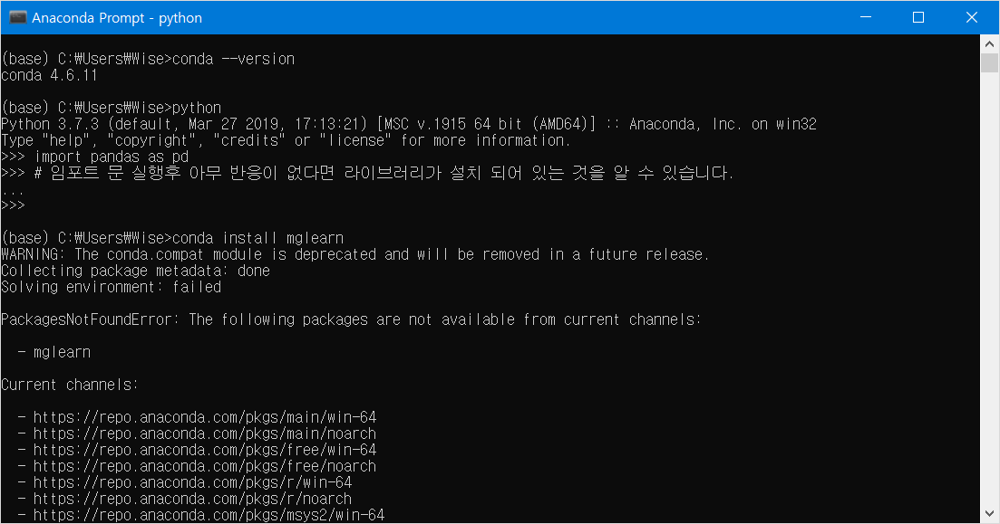 Anaconda Prompt - python
(base) C:₩Users₩Wise>conda --version
conda 4.6.11
(base) C:₩Users₩Wise>python
Python 3.7.3 (default, Mar 27 2019, 17:13:21) [MSC v.1915 64 bit (AMD64)] :: Anaconda, Inc. on win32
Type "help", "copyright", "credits" or "license" for more information.
>>> import pandas as pd
>>> # 임포트 문 실행후 아무 반응이 없다면 라이브러리가 설치 되어 있는 것을 알 수 있습니다.
...
>>>
(base) C:₩Users₩Wise>conda install mglearn
WARNING: The conda.compat module is deprecated and will be removed in a future release.
Collecting package metadata: done
Solving environment: failed
PackagesNotFoundError: The following packages are not available from current channels:
- mglearn
Current channels:
- https://repo.anaconda.com/pkgs/main/win-64
- https://repo.anaconda.com/pkgs/main/noarch
- https://repo.anaconda.com/pkgs/free/win-64
- https://repo.anaconda.com/pkgs/free/noarch
- https://repo.anaconda.com/pkgs/r/win-64
- https://repo.anaconda.com/pkgs/r/noarch
- https://repo.anaconda.com/pkgs/msys2/win-64